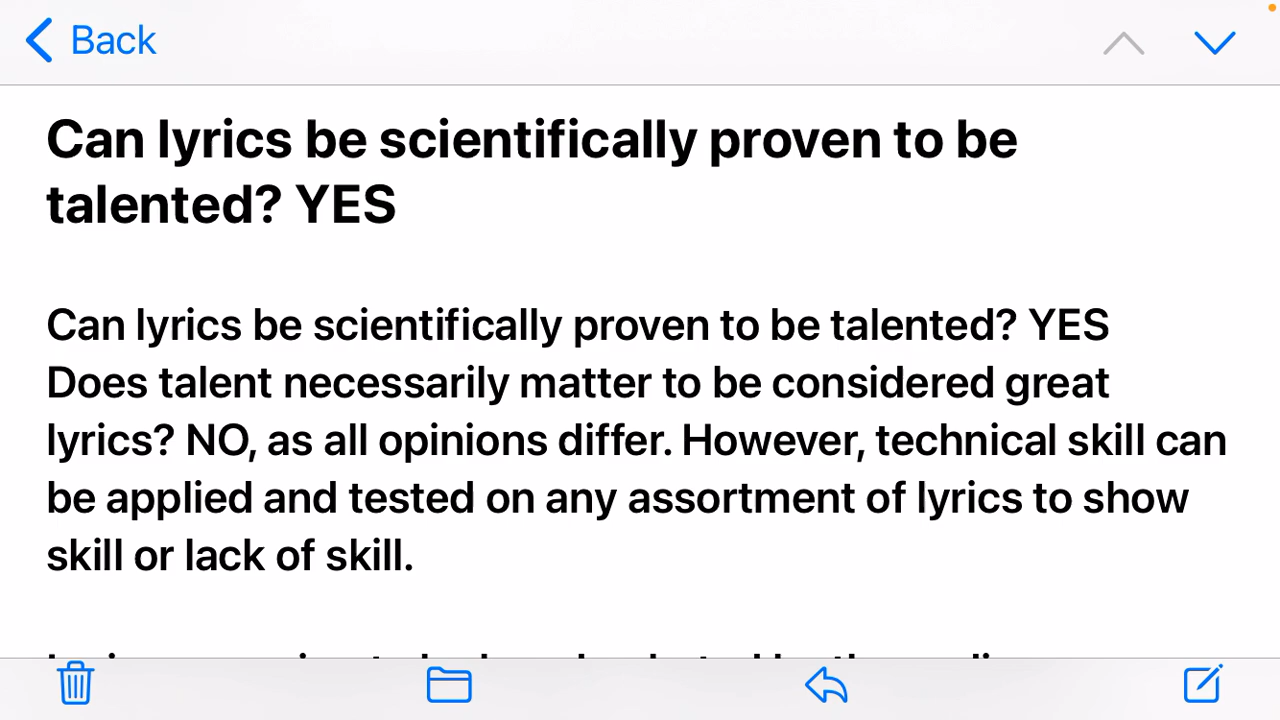 Back
Can lyrics be scientifically proven to be
talented? YES
Can lyrics be scientifically proven to be talented? YES
Does talent necessarily matter to be considered great
lyrics? NO, as all opinions differ. However, technical skill can
be applied and tested on any assortment of lyrics to show
skill or lack of skill.